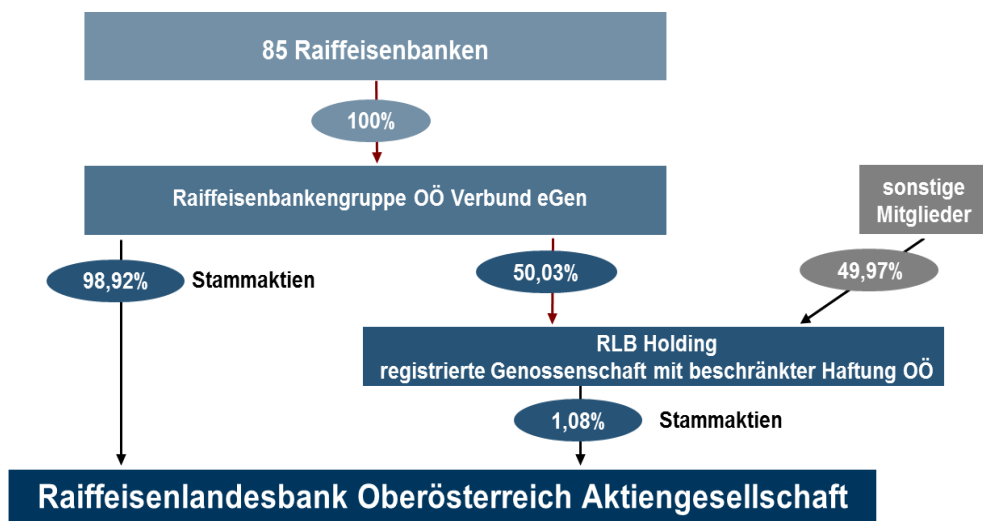 85 Raiffeisenbanken
100%
Raiffeisenbankengruppe OÖ Verbund eGen
sonstige
Mitglieder
98,92%
Stammaktien
50,03%
49,97%
RLB Holding
registrierte Genossenschaft mit beschränkter Haftung OÖ
1,08%
Stammaktien
Raiffeisenlandesbank Oberösterreich Aktiengesellschaft